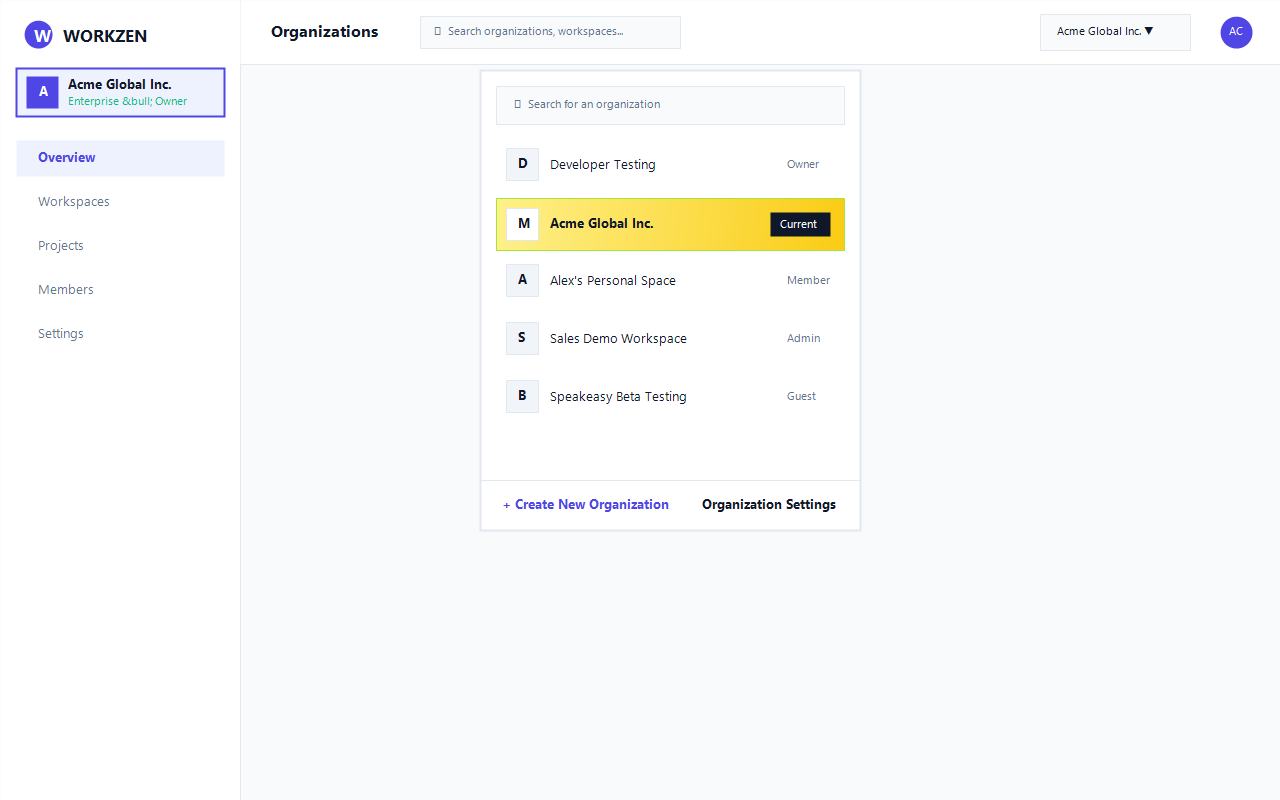 W WORKZEN
Organizations
Search organizations, workspaces...
Acme Global Inc. ▼
AC
A
Acme Global Inc.
Enterprise &bull; Owner
Overview
Workspaces
Projects
Members
Settings
Search for an organization
D Developer Testing Owner
M Acme Global Inc. Current
A Alex's Personal Space Member
S Sales Demo Workspace Admin
B Speakeasy Beta Testing Guest
+ Create New Organization Organization Settings